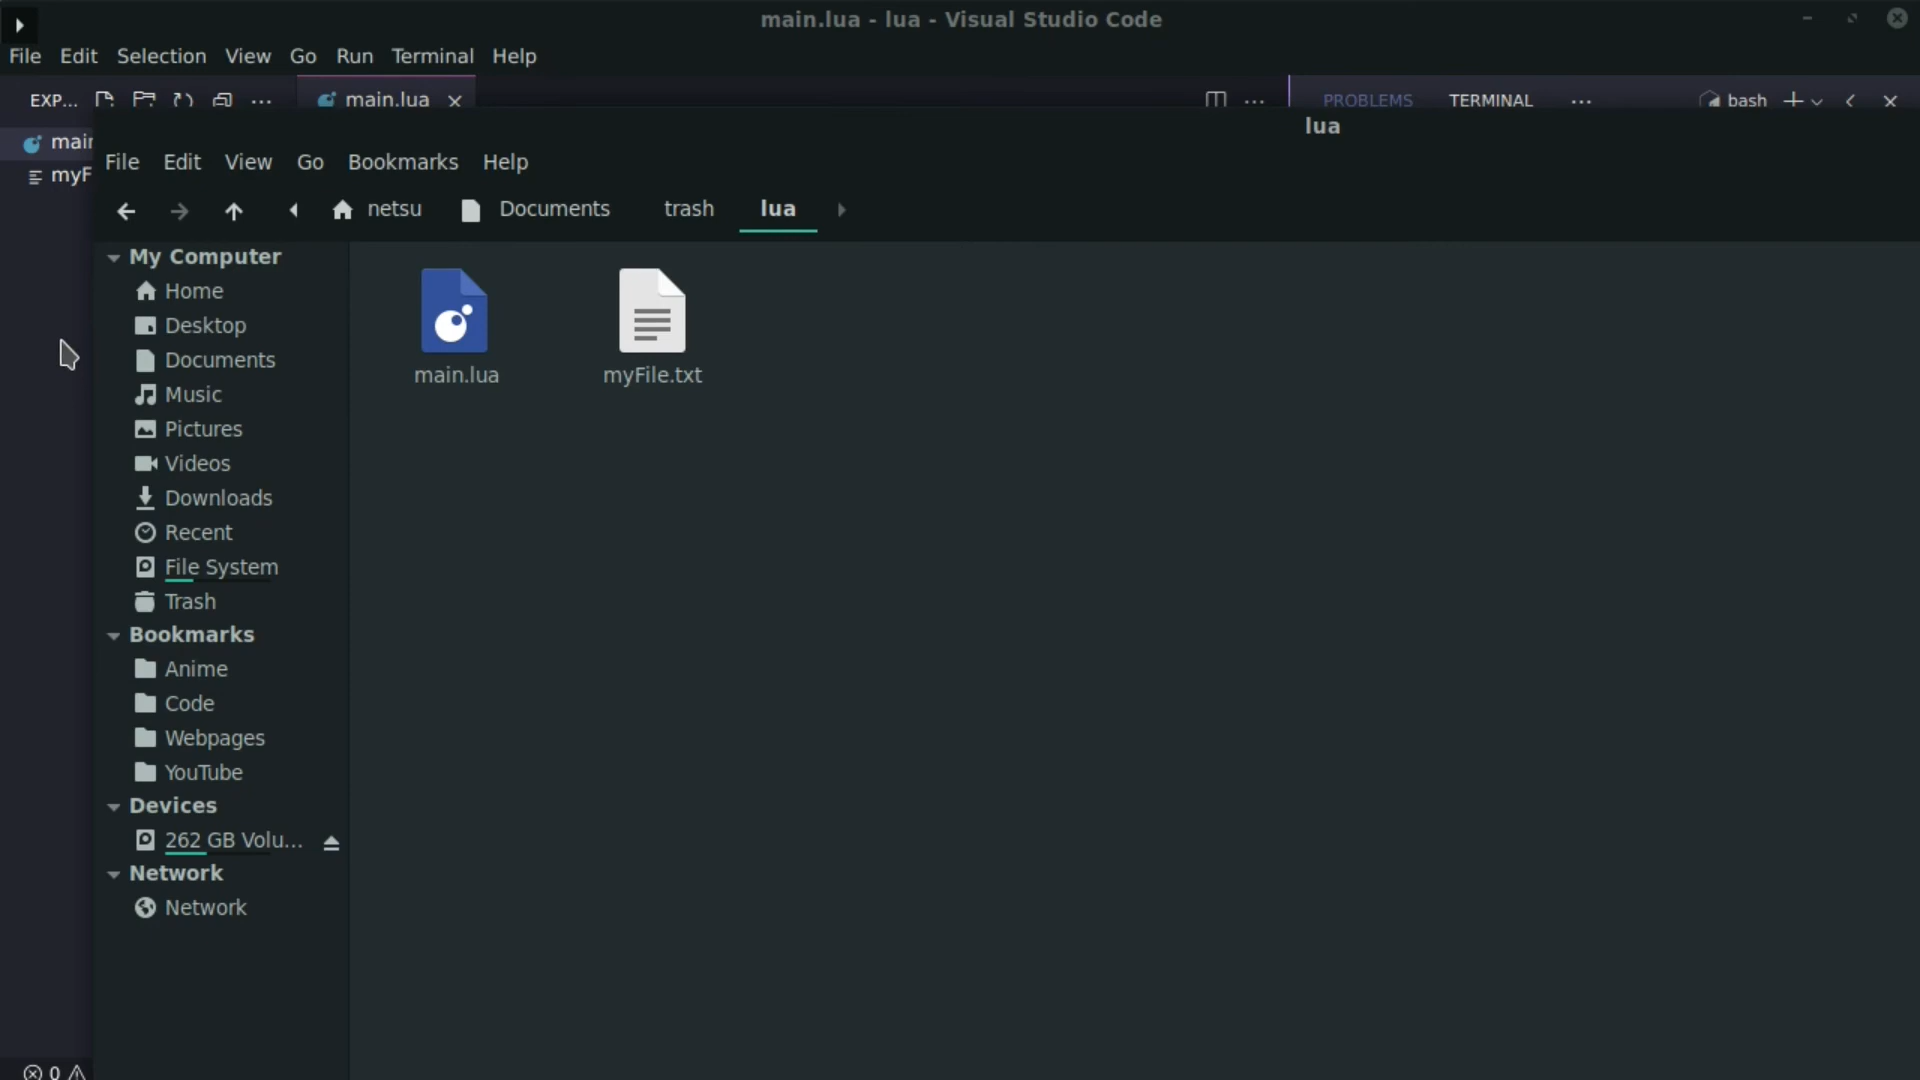 main.lua - lua - Visual Studio Code
File Edit Selection View Go Run Terminal Help
EXP... main.lua PROBLEMS TERMINAL ... bash
lua
main
File Edit View Go Bookmarks Help
myF
netsu Documents trash lua
My Computer
Home
Desktop
Documents
Music
Pictures
Videos
Downloads
Recent
File System
Trash
Bookmarks
Anime
Code
Webpages
YouTube
Devices
262 GB Volu...
Network
Network
main.lua myFile.txt
0